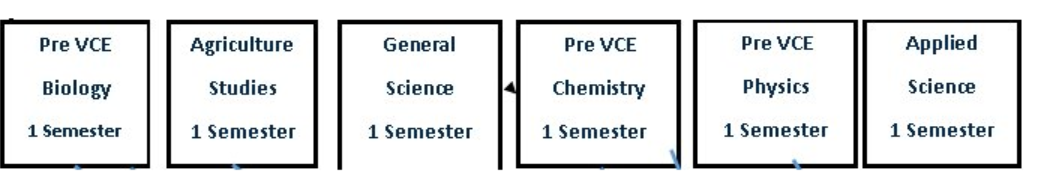 Pre VCE
Biology
1 Semester
Agriculture
Studies
1 Semester
General
Science
1 Semester
Pre VCE
Chemistry
1 Semester
Pre VCE
Physics
1 Semester
Applied
Science
1 Semester